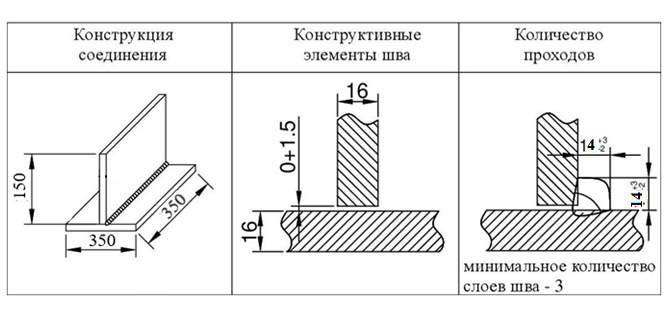 Конструкция
соединения
Конструктивные
элементы шва
Количество
проходов
150
350
350
16
0+1.5
16
14 +3 -2
14 +3 -2
минимальное количество
слоев шва - 3